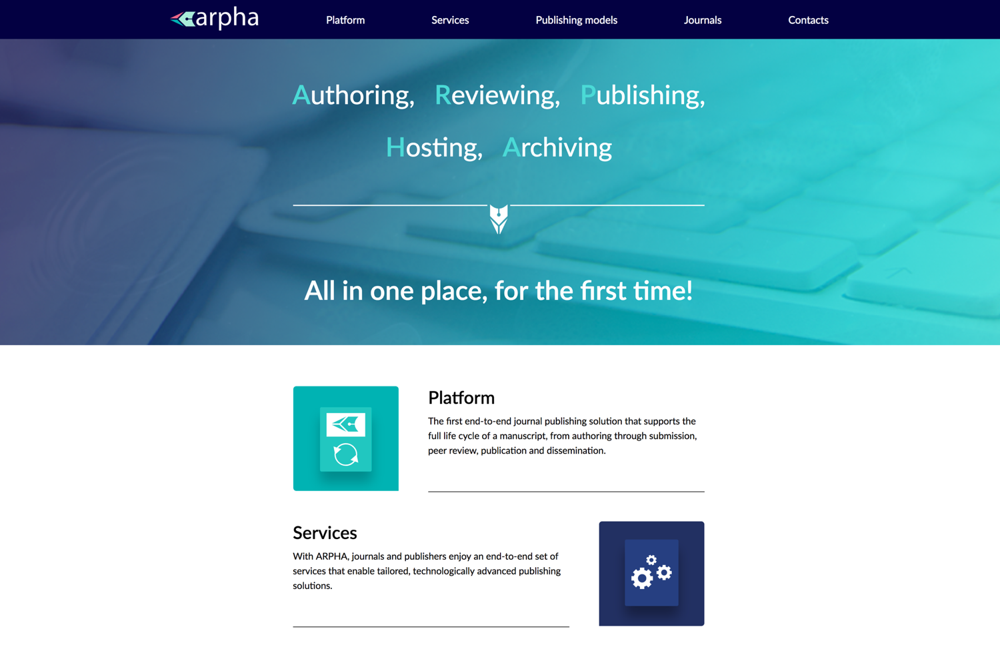 arpha
Platform
Services
Publishing models
Journals
Contacts
Authoring, Reviewing, Publishing,
Hosting, Archiving
All in one place, for the first time!
Platform
The first end-to-end journal publishing solution that supports the
full life cycle of a manuscript, from authoring through submission,
peer review, publication and dissemination.
Services
With ARPHA, journals and publishers enjoy an end-to-end set of
services that enable tailored, technologically advanced publishing
solutions.